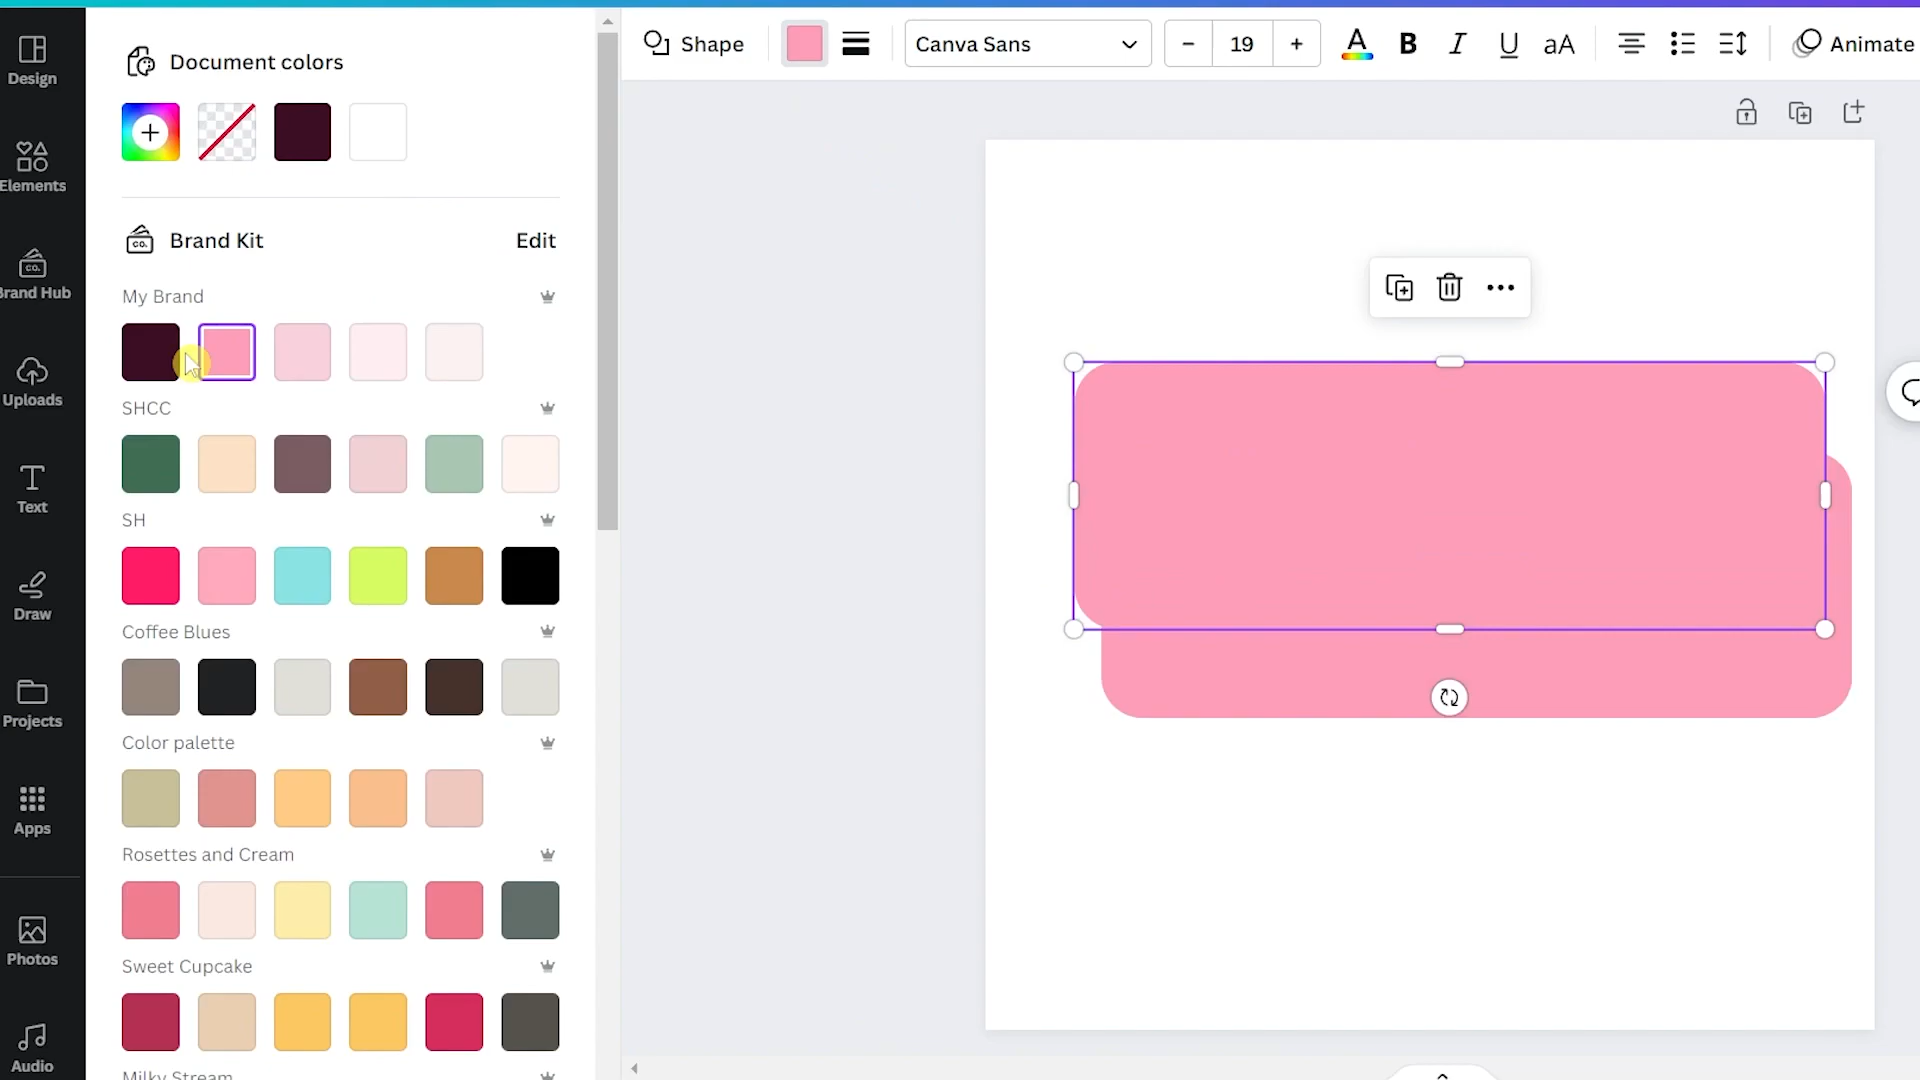 Document colors
Shape
Canva Sans
19
B
I
U
aA
Animate
Design
Elements
Brand Kit
Edit
Brand Hub
CO.
My Brand
Uploads
SHCC
Text
SH
Draw
Coffee Blues
Projects
Color palette
Apps
Rosettes and Cream
Photos
Sweet Cupcake
Audio
Milky Stream